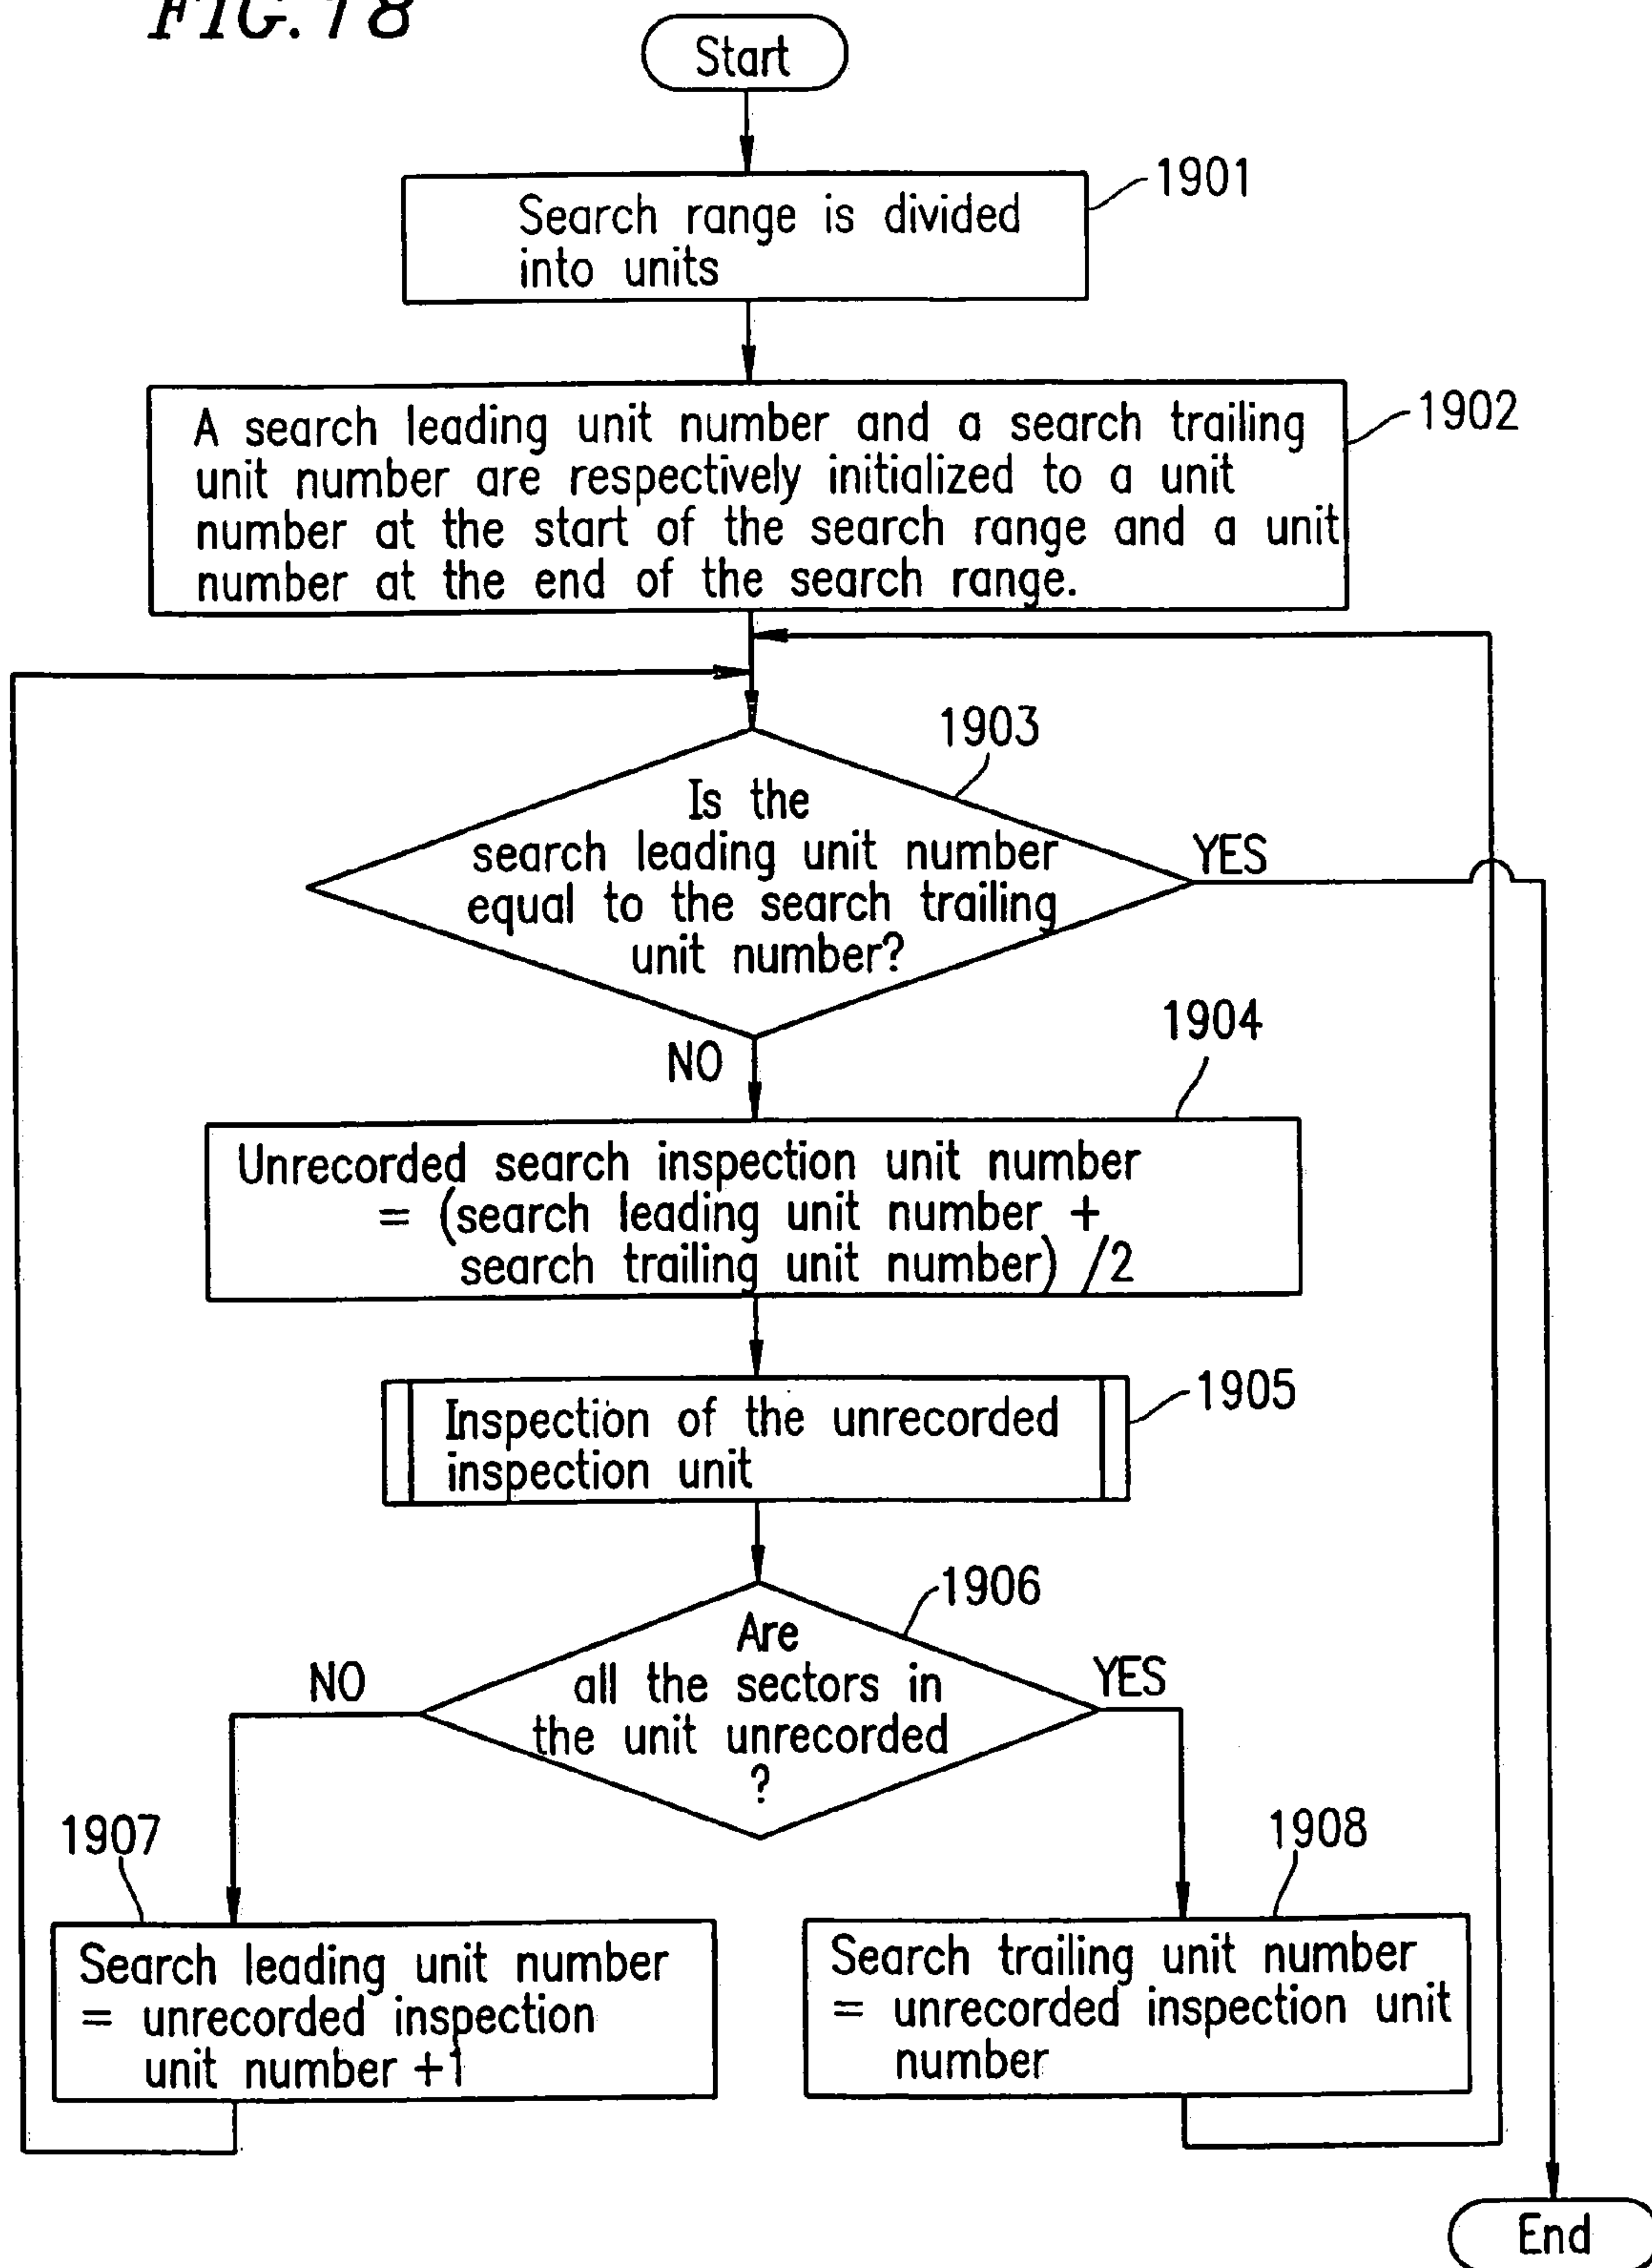 FIG. 18
Start
1901
Search range is divided
into units
1902
A search leading unit number and a search trailing
unit number are respectively initialized to a unit
number at the start of the search range and a unit
number at the end of the search range.
1903
Is the
search leading unit number
equal to the search trailing
unit number?
YES
NO
1904
Unrecorded search inspection unit number
= (search leading unit number +
search trailing unit number) /2
1905
Inspection of the unrecorded
inspection unit
1906
Are
all the sectors in
the unit unrecorded
?
NO
YES
1907
Search leading unit number
= unrecorded inspection
unit number +1
1908
Search trailing unit number
= unrecorded inspection unit
number
End